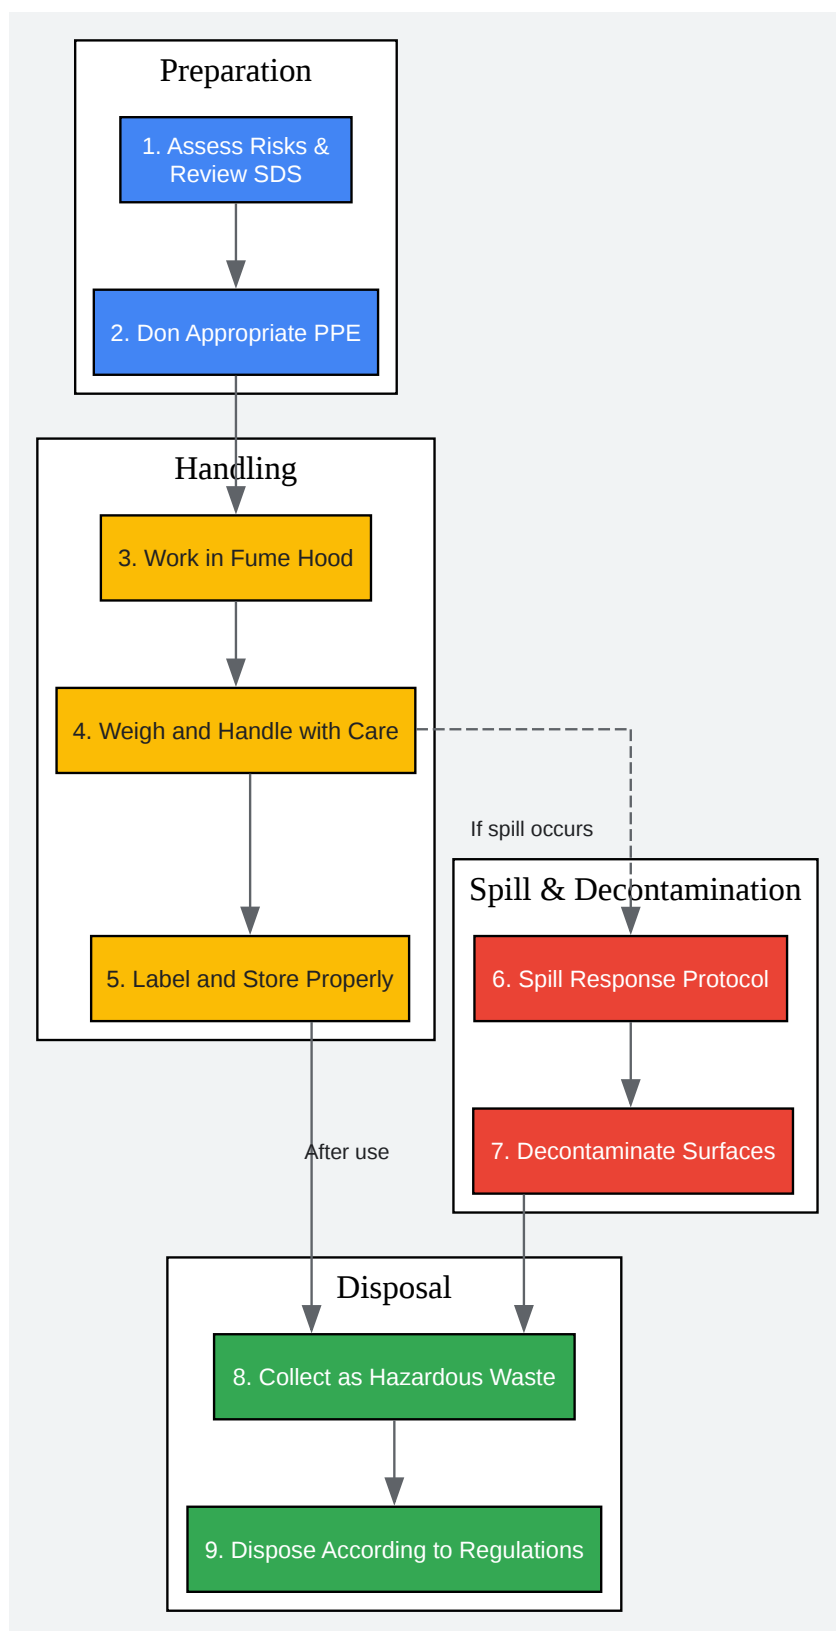 Preparation
1. Assess Risks &
Review SDS
2. Don Appropriate PPE
Handling
3. Work in Fume Hood
4. Weigh and Handle with Care
If spill occurs
5. Label and Store Properly
Spill & Decontamination
6. Spill Response Protocol
7. Decontaminate Surfaces
After use
Disposal
8. Collect as Hazardous Waste
9. Dispose According to Regulations